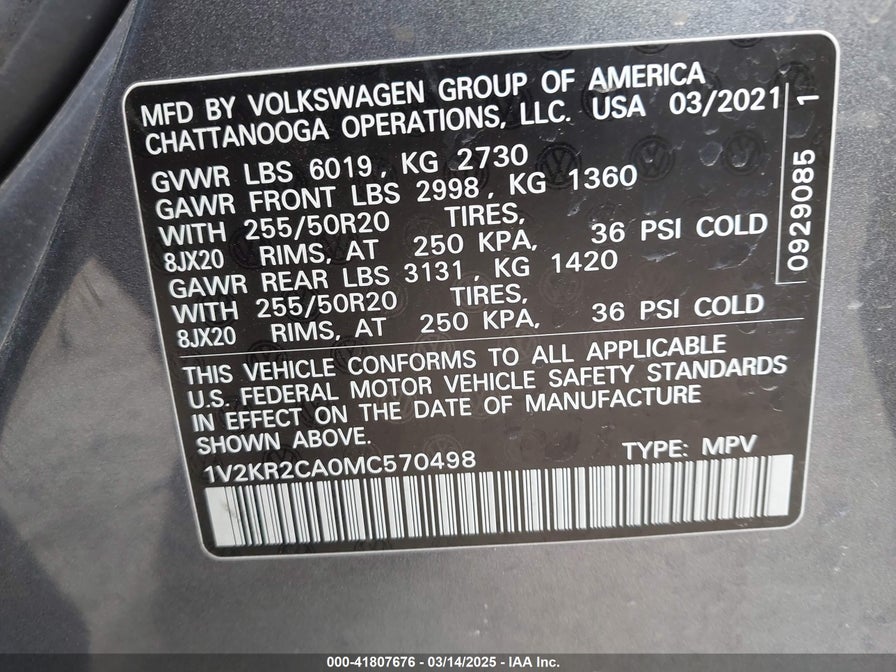 MFD BY VOLKSWAGEN GROUP OF AMERICA
CHATTANOOGA OPERATIONS, LLC. USA 03/2021
GVWR LBS 6019, KG 2730
GAWR FRONT LBS 2998, KG 1360
WITH 255/50R20 TIRES,
8JX20 RIMS, AT 250 KPA, 36 PSI COLD
GAWR REAR LBS 3131, KG 1420
WITH 255/50R20 TIRES,
8JX20 RIMS, AT 250 KPA, 36 PSI COLD
THIS VEHICLE CONFORMS TO ALL APPLICABLE
U.S. FEDERAL MOTOR VEHICLE SAFETY STANDARDS
IN EFFECT ON THE DATE OF MANUFACTURE
SHOWN ABOVE.
1V2KR2CA0MC570498 TYPE: MPV
0929085 1
000-41807676 — 03/14/2025 — IAA Inc.